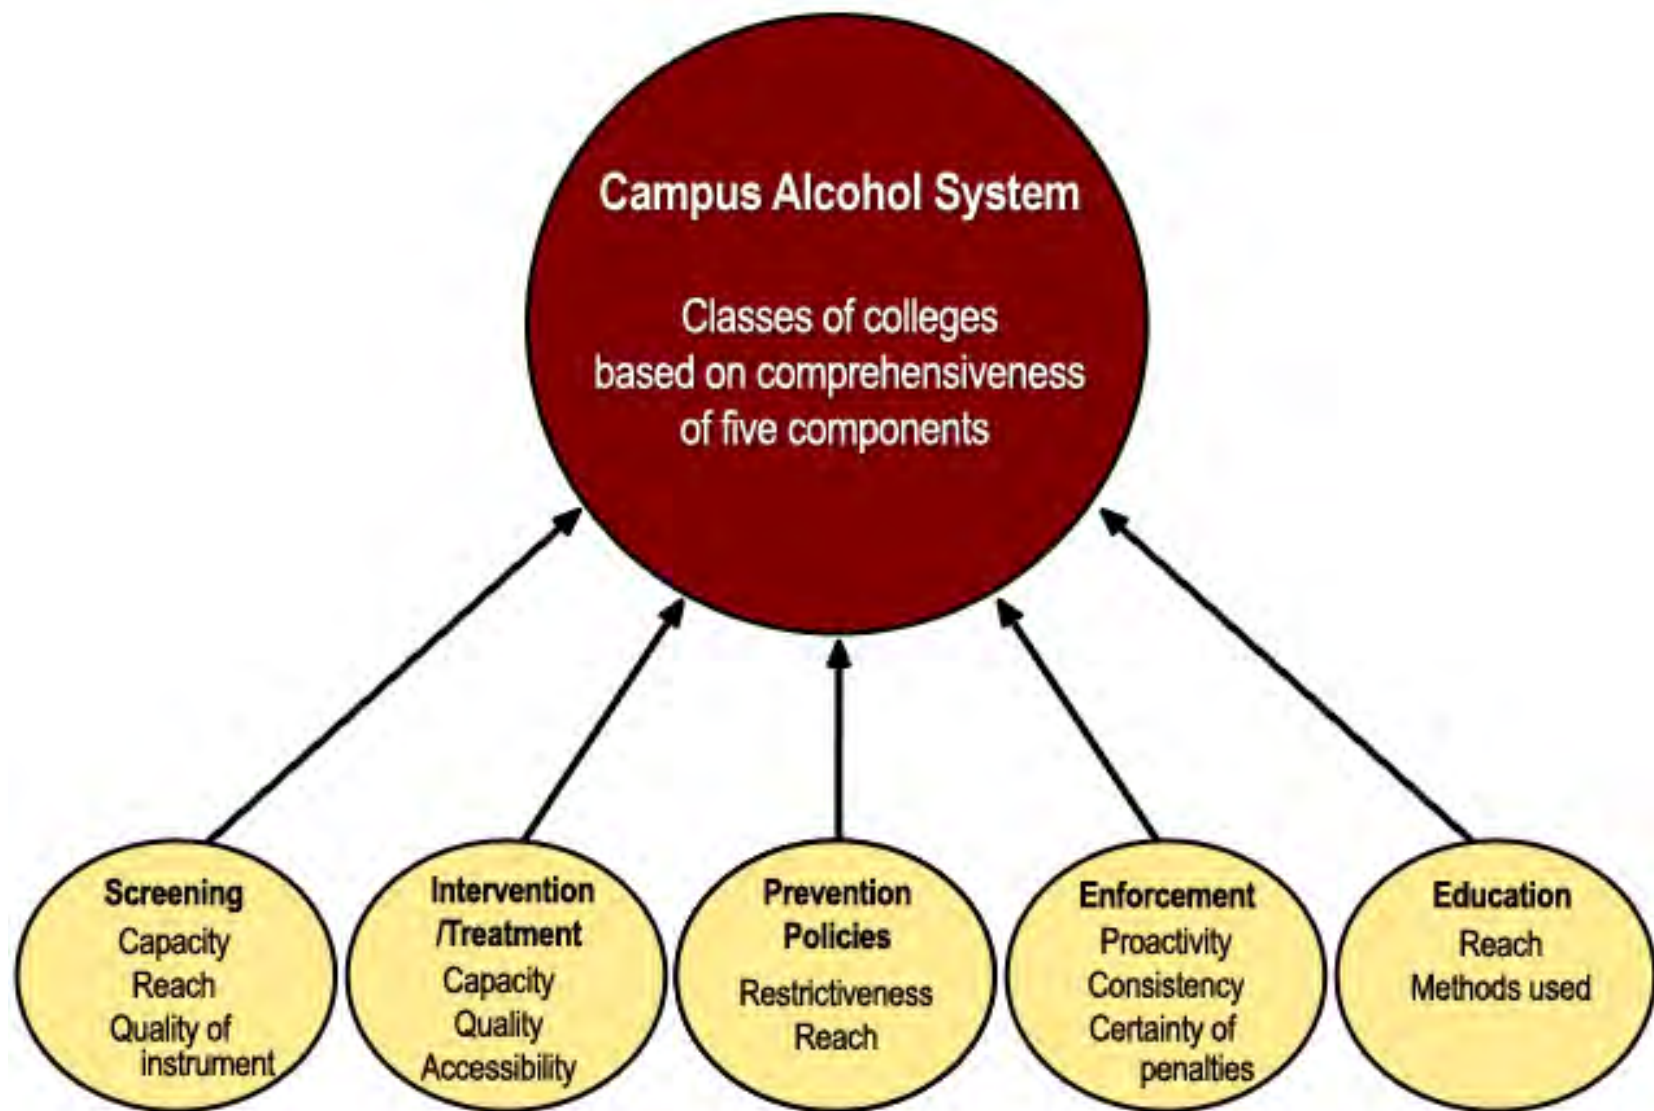 Campus Alcohol System
Classes of colleges
based on comprehensiveness
of five components
Screening
Capacity
Reach
Quality of
instrument
Intervention
/Treatment
Capacity
Quality
Accessibility
Prevention
Policies
Restrictiveness
Reach
Enforcement
Proactivity
Consistency
Certainty of
penalties
Education
Reach
Methods used